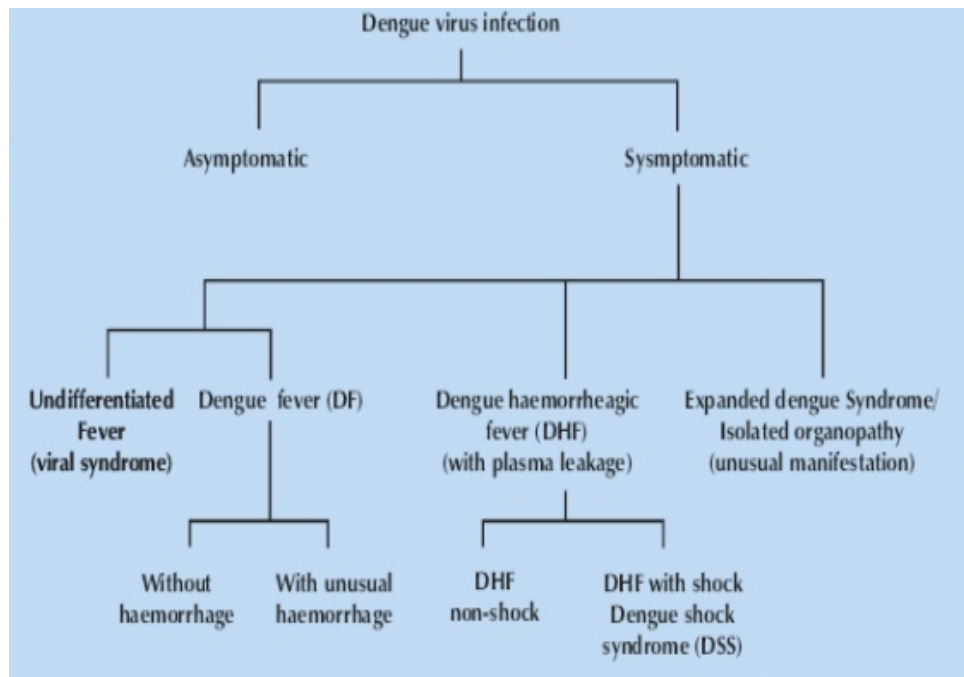 Dengue virus infection
Asymptomatic
Sysmptomatic
Undifferentiated
Fever
(viral syndrome)
Dengue fever (DF)
Dengue haemorrheagic
fever (DHF)
(with plasma leakage)
Expanded dengue Syndrome/
Isolated organopathy
(unusual manifestation)
Without
haemorrhage
With unusual
haemorrhage
DHF
non-shock
DHF with shock
Dengue shock
syndrome (DSS)